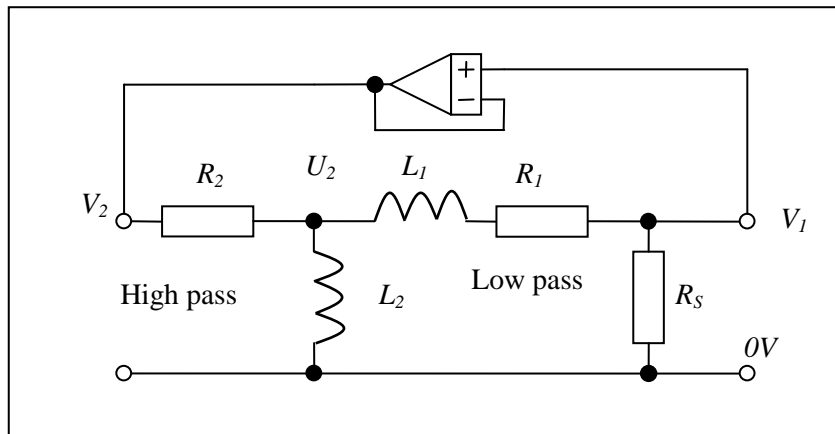 +
−
R2 U2 L1 R1
V2 V1
High pass L2 Low pass RS
0V